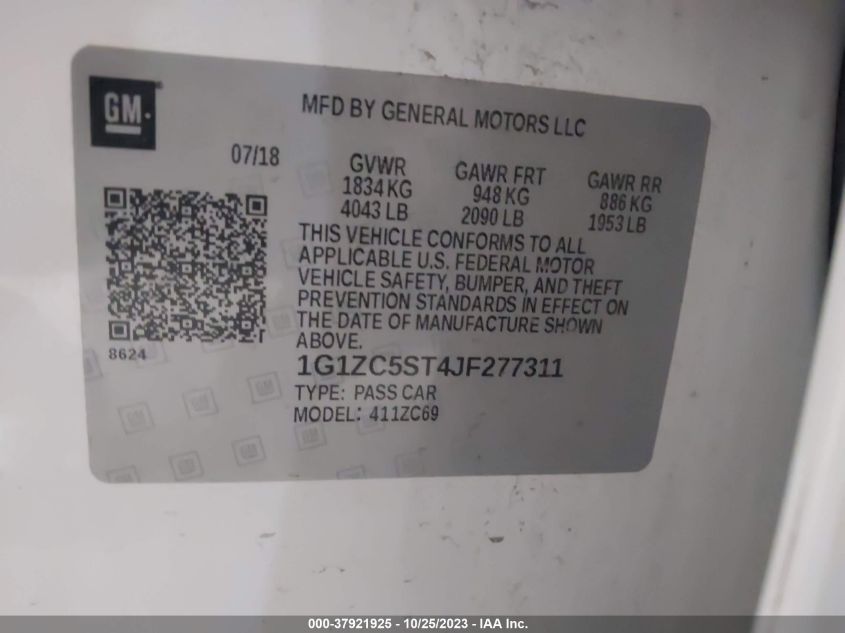 GM
MFD BY GENERAL MOTORS LLC
07/18
GVWR
1834 KG
4043 LB
GAWR FRT
948 KG
2090 LB
GAWR RR
886 KG
1953 LB
THIS VEHICLE CONFORMS TO ALL
APPLICABLE U.S. FEDERAL MOTOR
VEHICLE SAFETY, BUMPER, AND THEFT
PREVENTION STANDARDS IN EFFECT ON
THE DATE OF MANUFACTURE SHOWN
ABOVE.
8624
1G1ZC5ST4JF277311
TYPE: PASS CAR
MODEL: 411ZC69
000-37921925 - 10/25/2023 - IAA Inc.